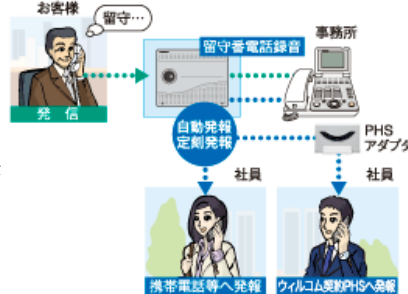 お客様
留守…
発信
留守番電話録音
事務所
自動発報
定刻発報
PHS
アダプタ
社員
社員
携帯電話等へ発報
ウィルコム契約PHSへ発報